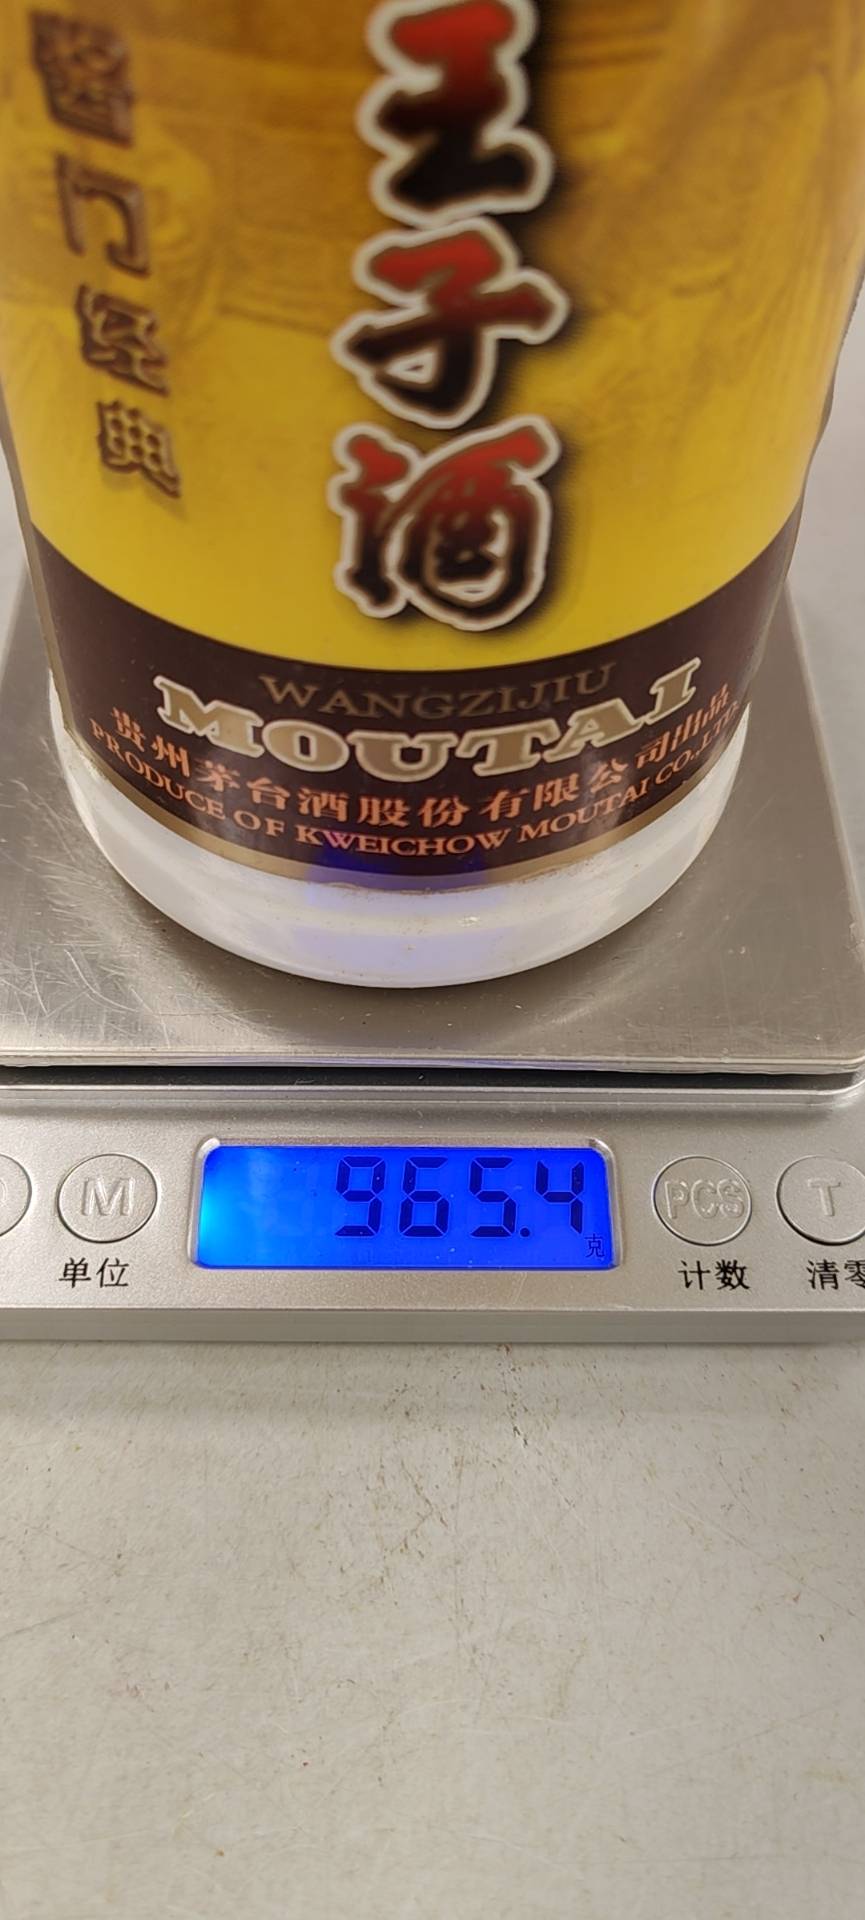 王子酒
酱门经典
WANGZIJIU
MOUTAI
贵州茅台酒股份有限公司出品
PRODUCE OF KWEICHOW MOUTAI CO.,LTD.
M
965.4
克
PCS
T
单位
计数
清零